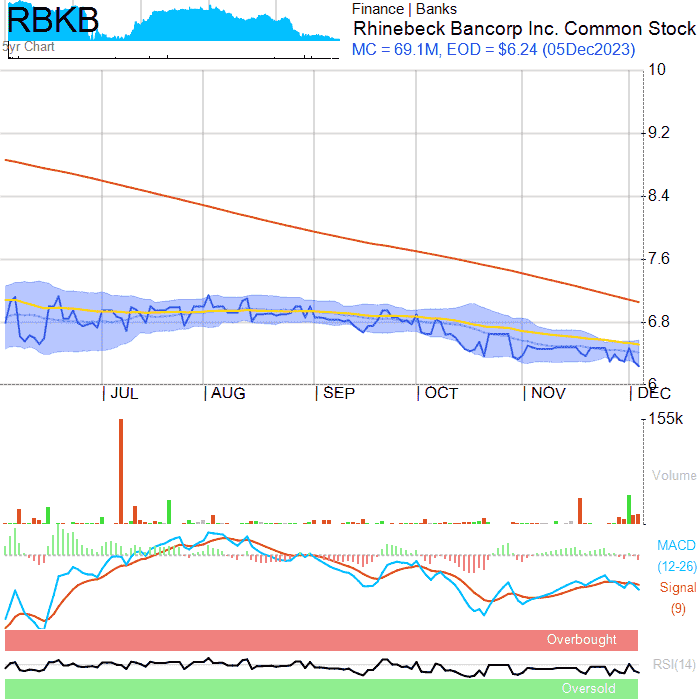 RBKB
5yr Chart
Finance | Banks
Rhinebeck Bancorp Inc. Common Stock
MC = 69.1M, EOD = $6.24 (05Dec2023)
10
9.2
8.4
7.6
6.8
6
JUL AUG SEP OCT NOV DEC
155k
Volume
MACD
(12-26)
Signal
(9)
Overbought
RSI(14)
Oversold